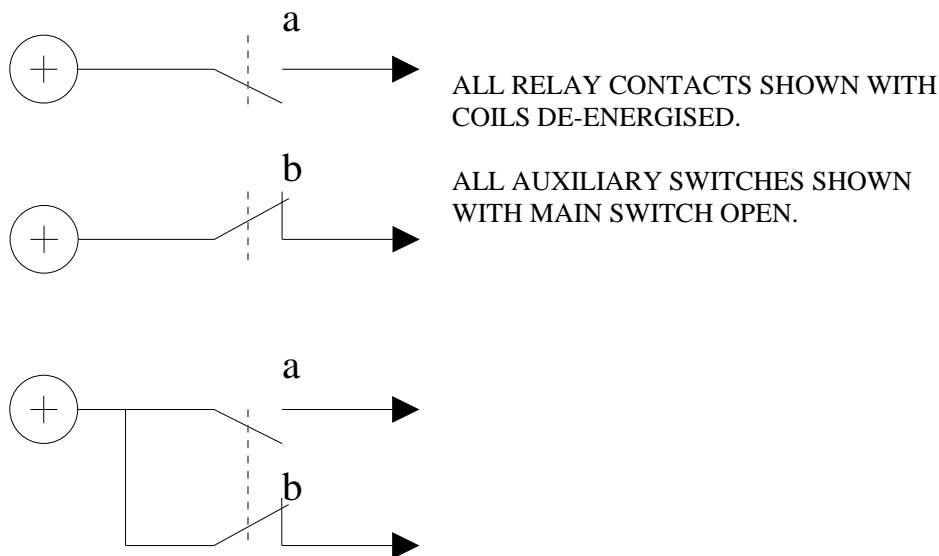 a
ALL RELAY CONTACTS SHOWN WITH
COILS DE-ENERGISED.
b
ALL AUXILIARY SWITCHES SHOWN
WITH MAIN SWITCH OPEN.
a
b